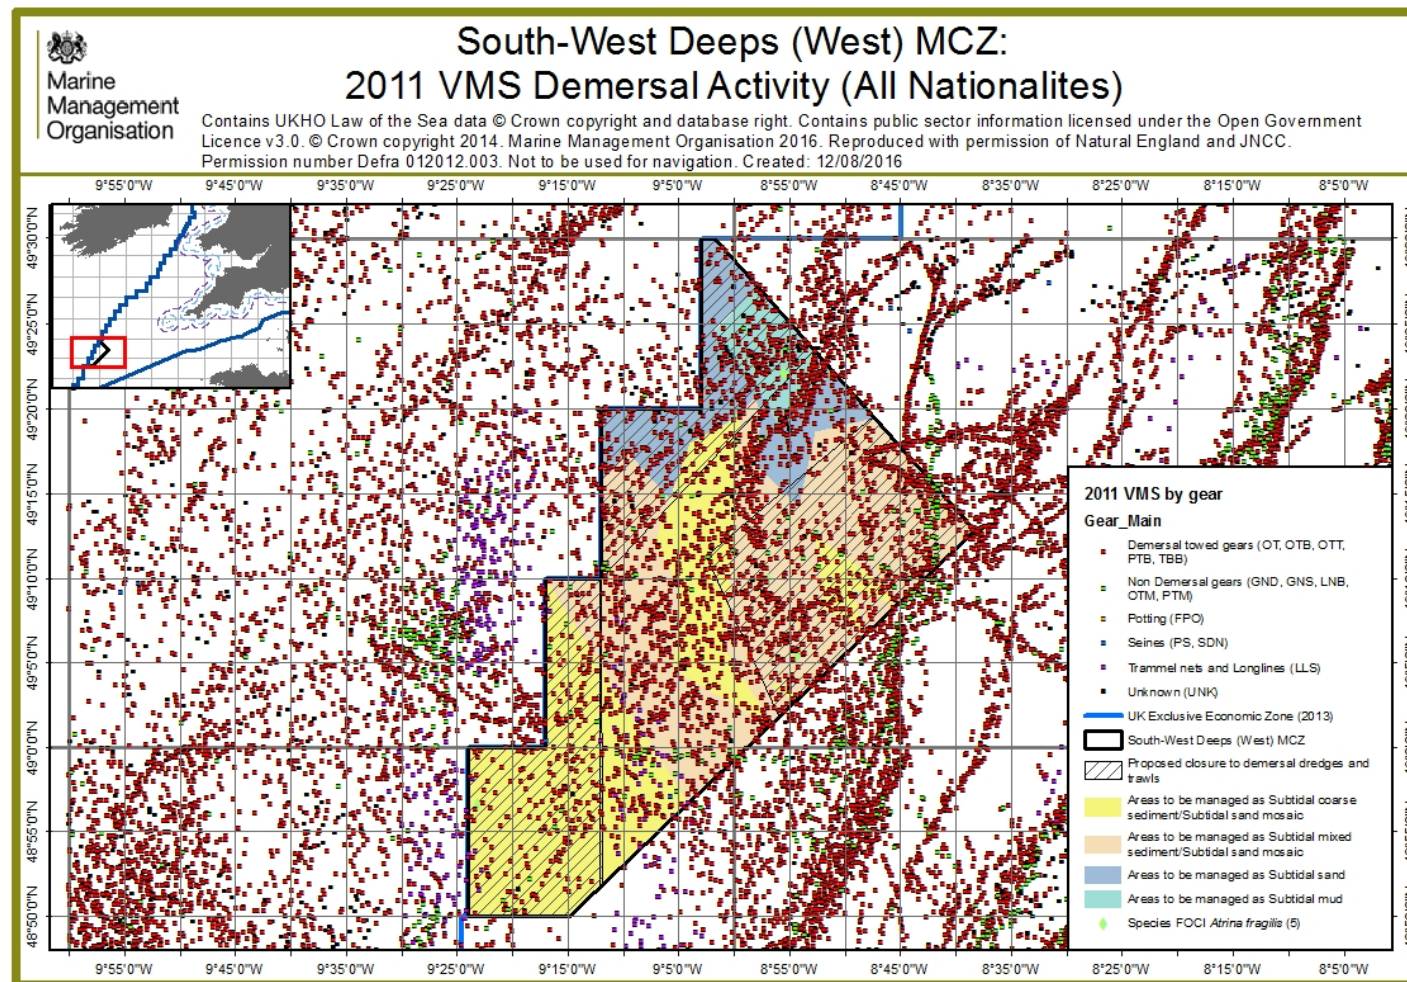 South-West Deeps (West) MCZ:
2011 VMS Demersal Activity (All Nationalites)
Marine
Management
Organisation
Contains UKHO Law of the Sea data © Crown copyright and database right. Contains public sector information licensed under the Open Government
Licence v3.0. © Crown copyright 2014. Marine Management Organisation 2016. Reproduced with permission of Natural England and JNCC.
Permission number Defra 012012.003. Not to be used for navigation. Created: 12/08/2016
9°55'0"W 9°45'0"W 9°35'0"W 9°25'0"W 9°15'0"W 9°5'0"W 8°55'0"W 8°45'0"W 8°35'0"W 8°25'0"W 8°15'0"W 8°5'0"W
49°30'0"N
49°25'0"N
49°20'0"N
49°15'0"N
49°10'0"N
49°5'0"N
49°0'0"N
48°55'0"N
48°50'0"N
2011 VMS by gear
Gear_Main
Demersal towed gears (OT, OTB, OTT,
PTB, TBB)
Non Demersal gears (GND, GNS, LNB,
OTM, PTM)
Potting (FPO)
Seines (PS, SDN)
Trammel nets and Longlines (LLS)
Unknown (UNK)
UK Exclusive Economic Zone (2013)
South-West Deeps (West) MCZ
Proposed closure to demersal dredges and
trawls
Areas to be managed as Subtidal coarse
sediment/Subtidal sand mosaic
Areas to be managed as Subtidal mixed
sediment/Subtidal sand mosaic
Areas to be managed as Subtidal sand
Areas to be managed as Subtidal mud
Species FOCI Atrina fragilis (5)
9°55'0"W 9°45'0"W 9°35'0"W 9°25'0"W 9°15'0"W 9°5'0"W 8°55'0"W 8°45'0"W 8°35'0"W 8°25'0"W 8°15'0"W 8°5'0"W